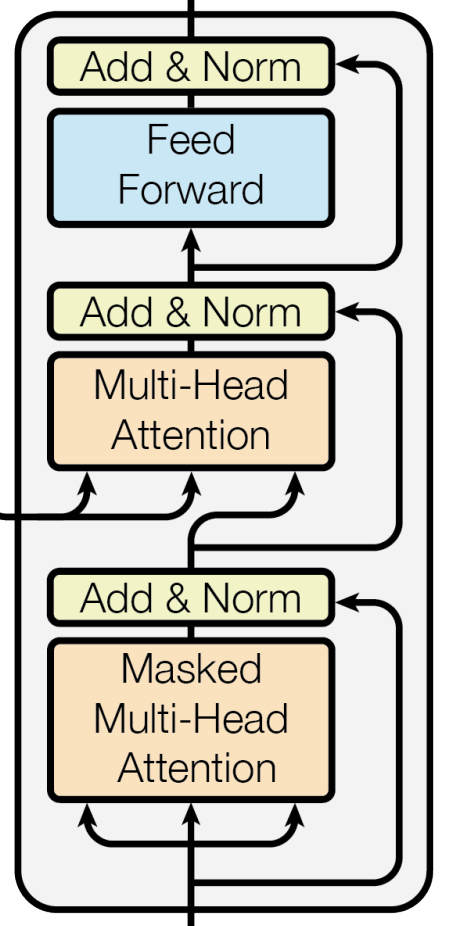 Add & Norm
Feed
Forward
Add & Norm
Multi-Head
Attention
Add & Norm
Masked
Multi-Head
Attention